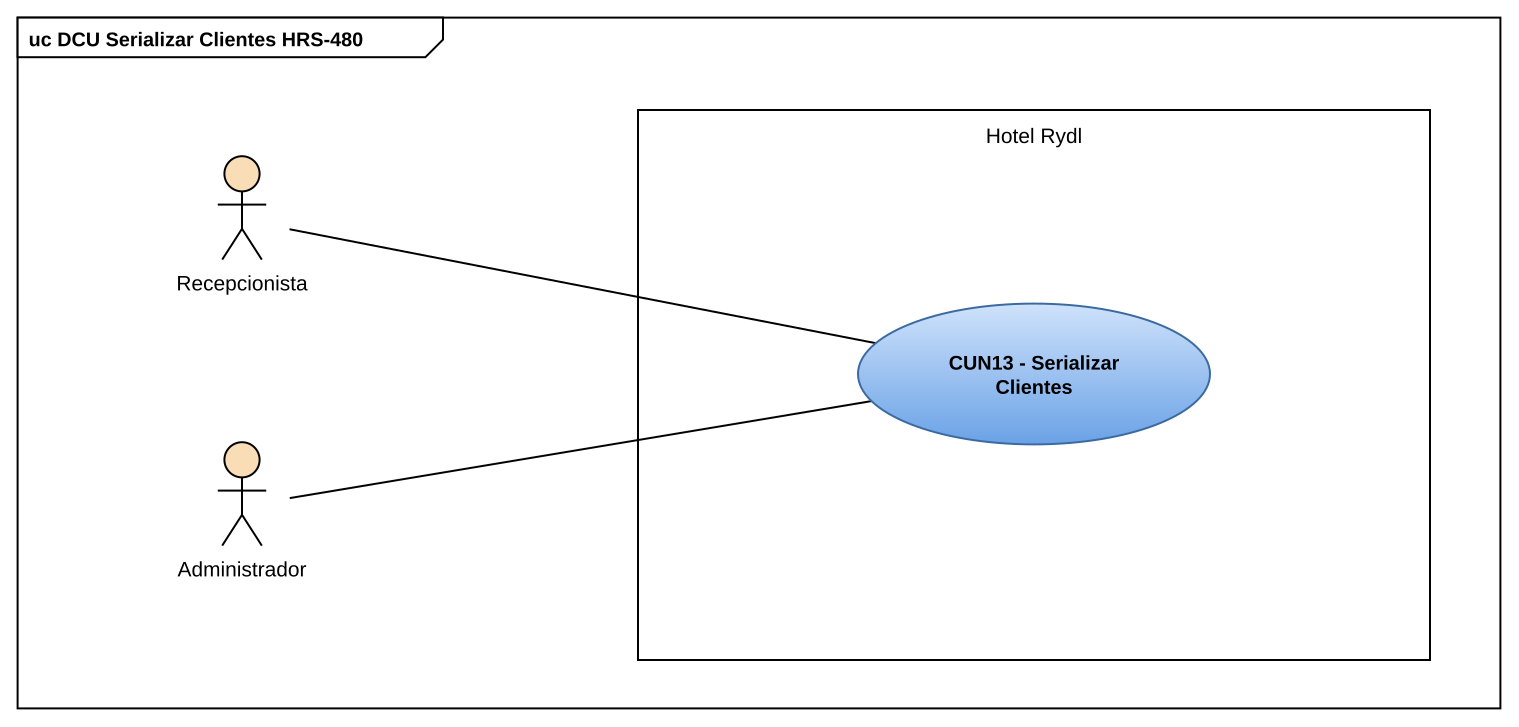 uc DCU Serializar Clientes HRS-480
Hotel Rydl
Recepcionista
CUN13 - Serializar
Clientes
Administrador